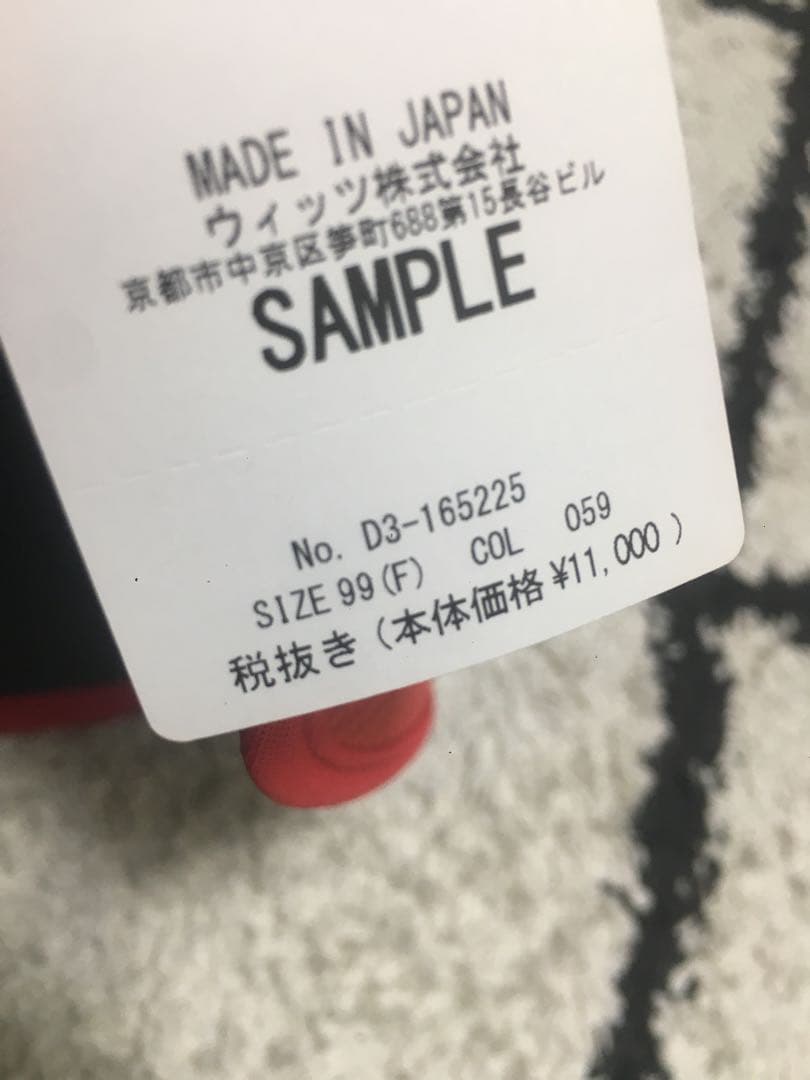 MADE IN JAPAN
ウィッツ株式会社
京都市中京区笋町688第15長谷ビル
SAMPLE
No. D3-165225
SIZE 99(F) COL 059
税抜き(本体価格¥11,000)